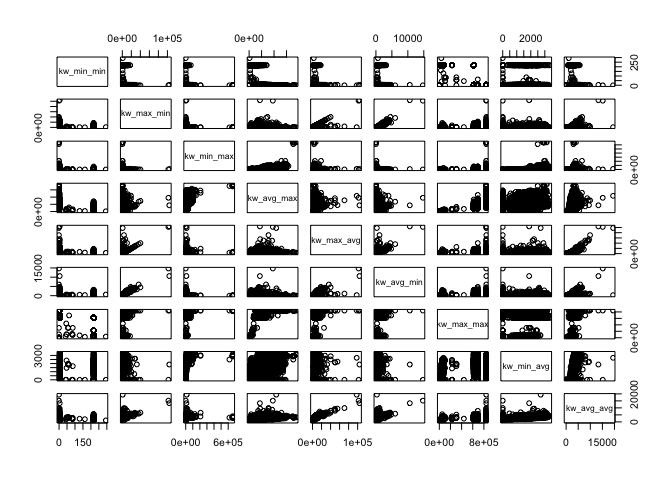 0e+00 1e+05 0e+00 0 10000 0 2000
kw_min_min 0 250
0e+00 kw_max_min
kw_min_max 0e+00
0e+00 kw_avg_max
kw_max_avg 0e+00
0 15000 kw_avg_min
kw_max_max 0e+00
0 3000 kw_min_avg
kw_avg_avg 0 20000
0 150 0e+00 6e+05 0e+00 1e+05 0e+00 8e+05 0 15000